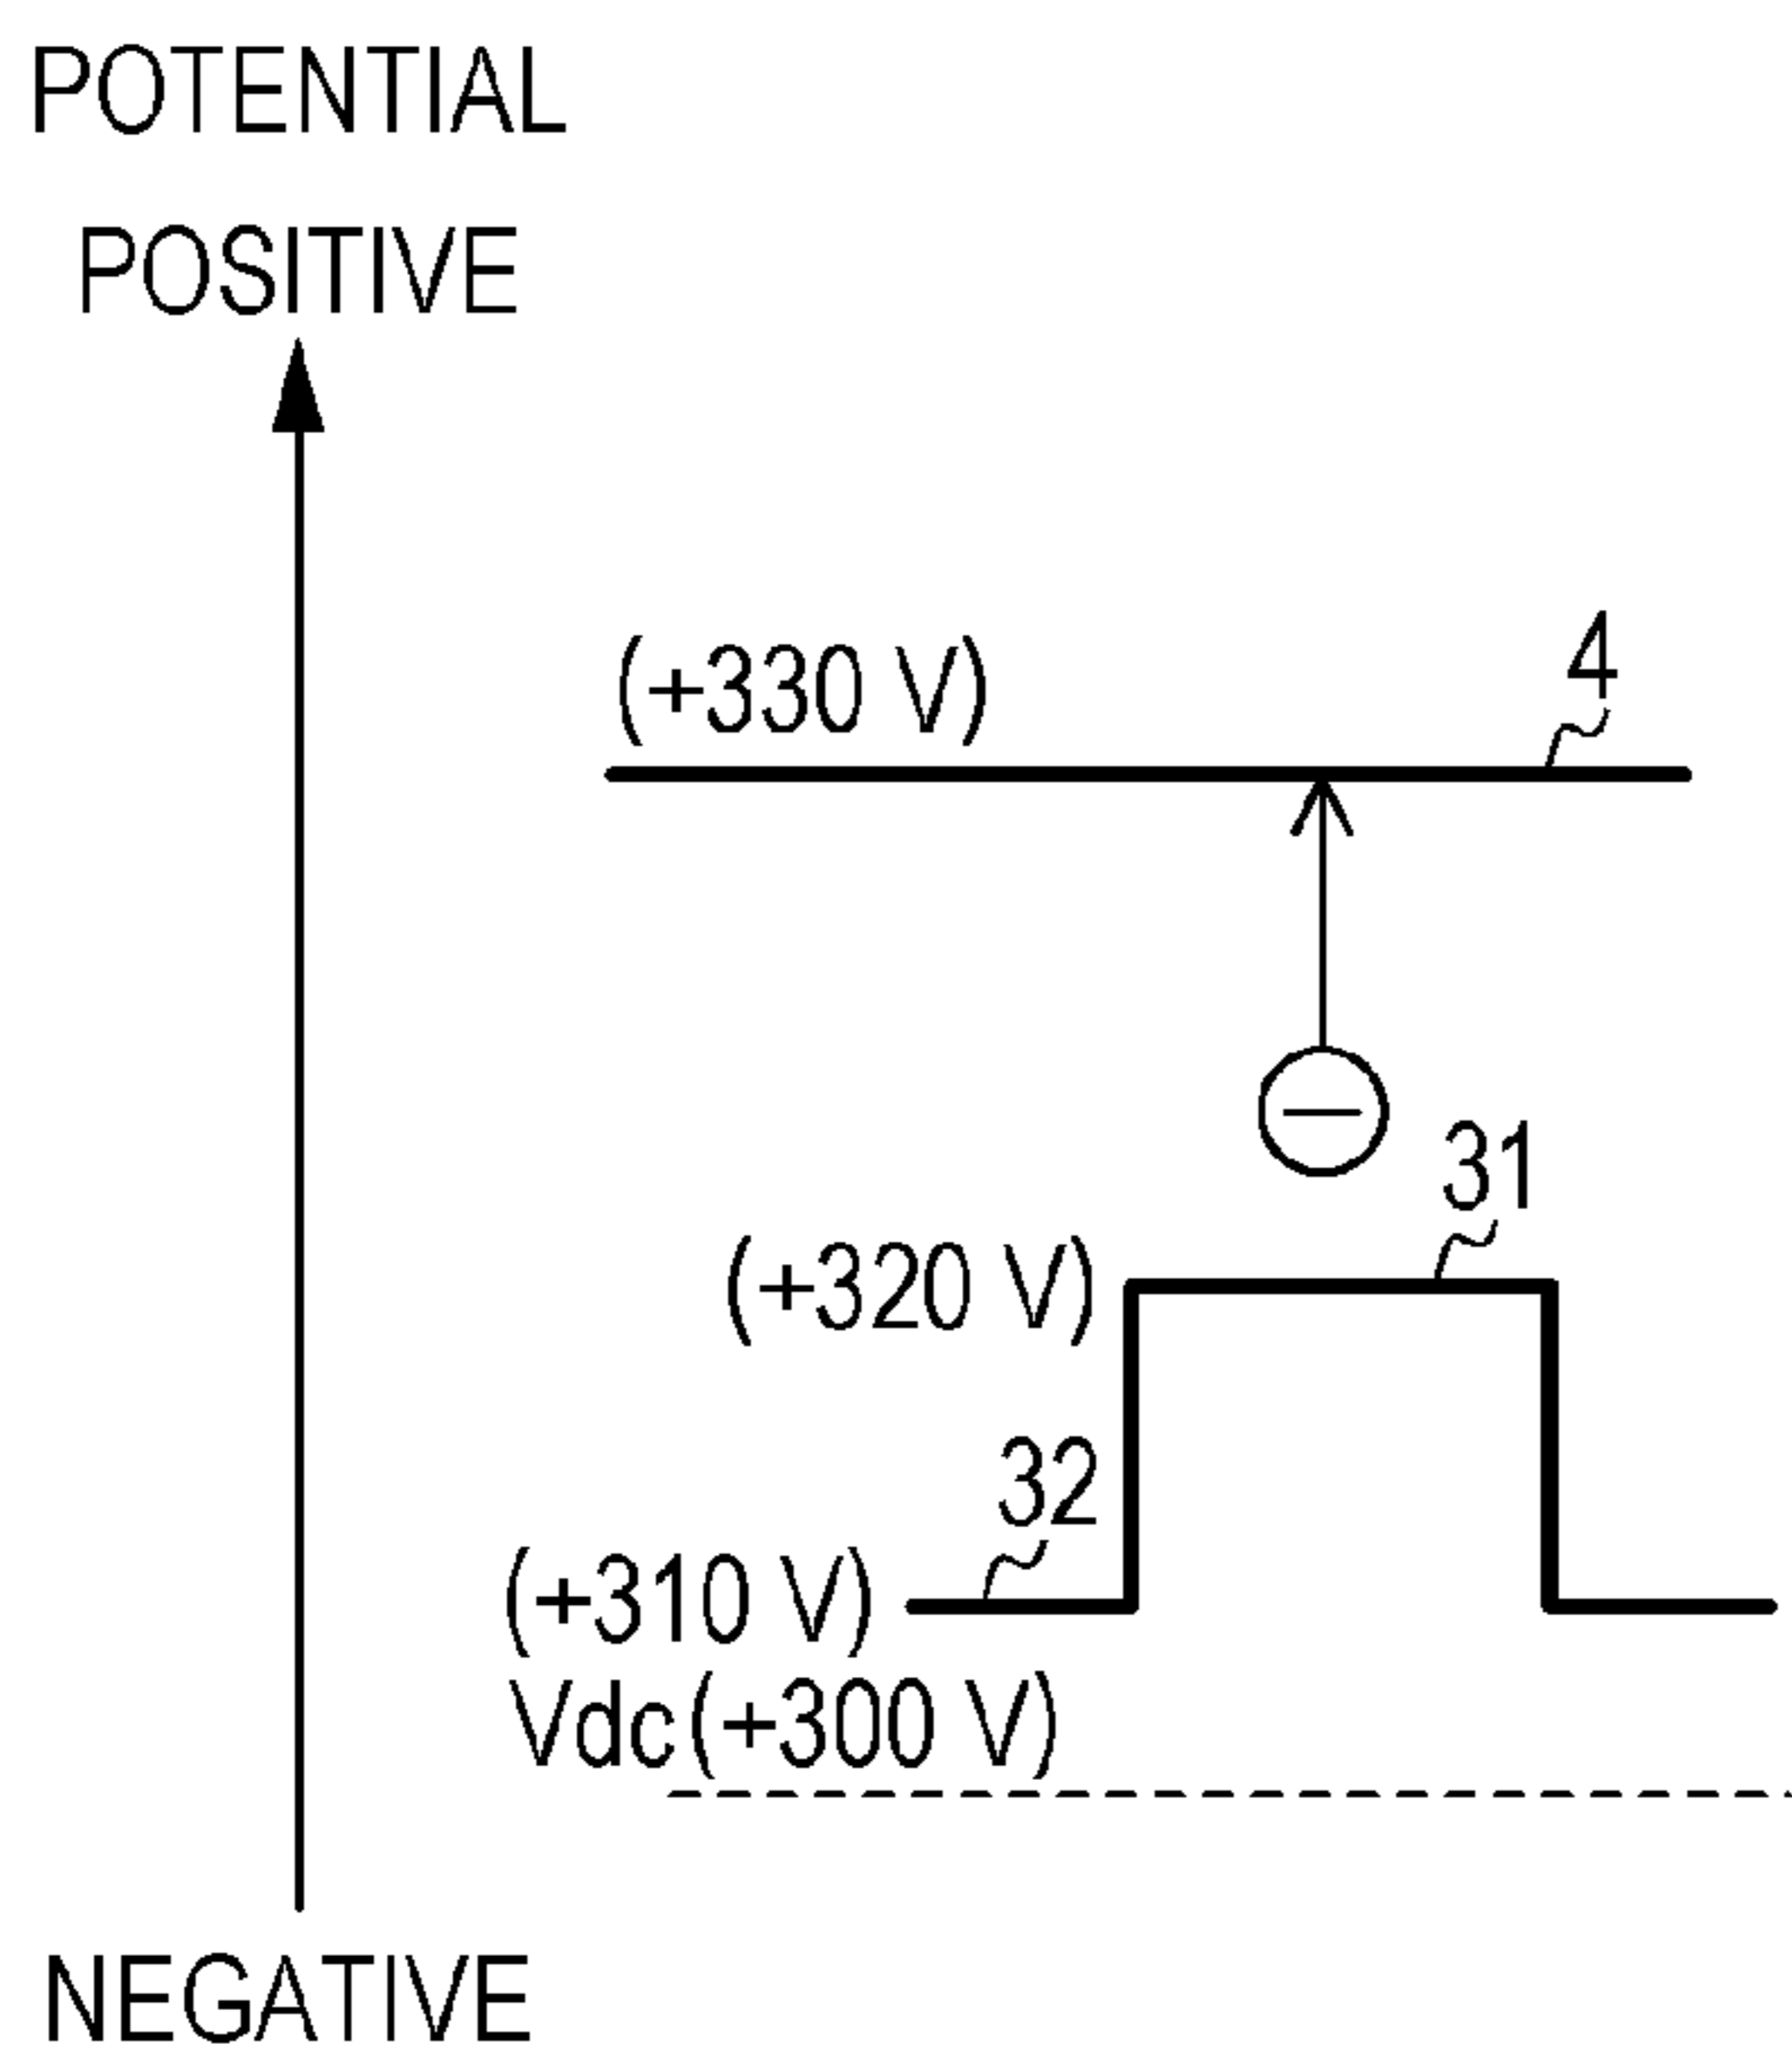 POTENTIAL
POSITIVE
4
(+330 V)
−
31
(+320 V)
32
(+310 V)
Vdc(+300 V)
NEGATIVE